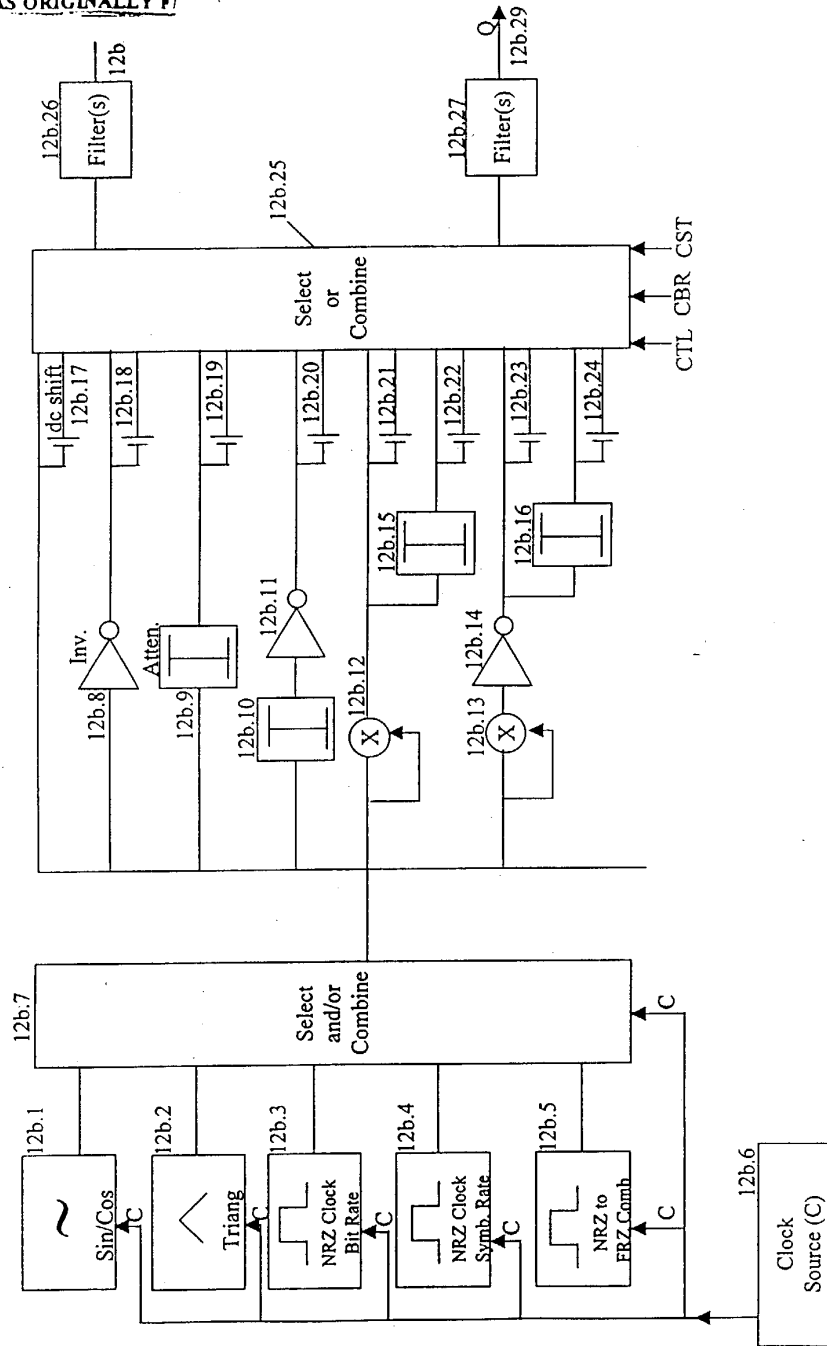 AS ORIGINALLY F
12b.1
Sin/Cos
C
12b.2
Triang
C
12b.3
NRZ Clock
Bit Rate
C
12b.4
NRZ Clock
Symb. Rate
C
12b.5
NRZ to
FRZ Comb
C
12b.6
Clock
Source (C)
12b.7
Select
and/or
Combine
C
Inv.
12b.8
Atten.
12b.9
12b.10
12b.11
12b.12
X
12b.13
X
12b.14
12b.15
12b.16
dc shift
12b.17
12b.18
12b.19
12b.20
12b.21
12b.22
12b.23
12b.24
Select
or
Combine
12b.25
CTL
CBR
CST
12b.26
Filter(s)
12b
12b.27
Filter(s)
Q
12b.29